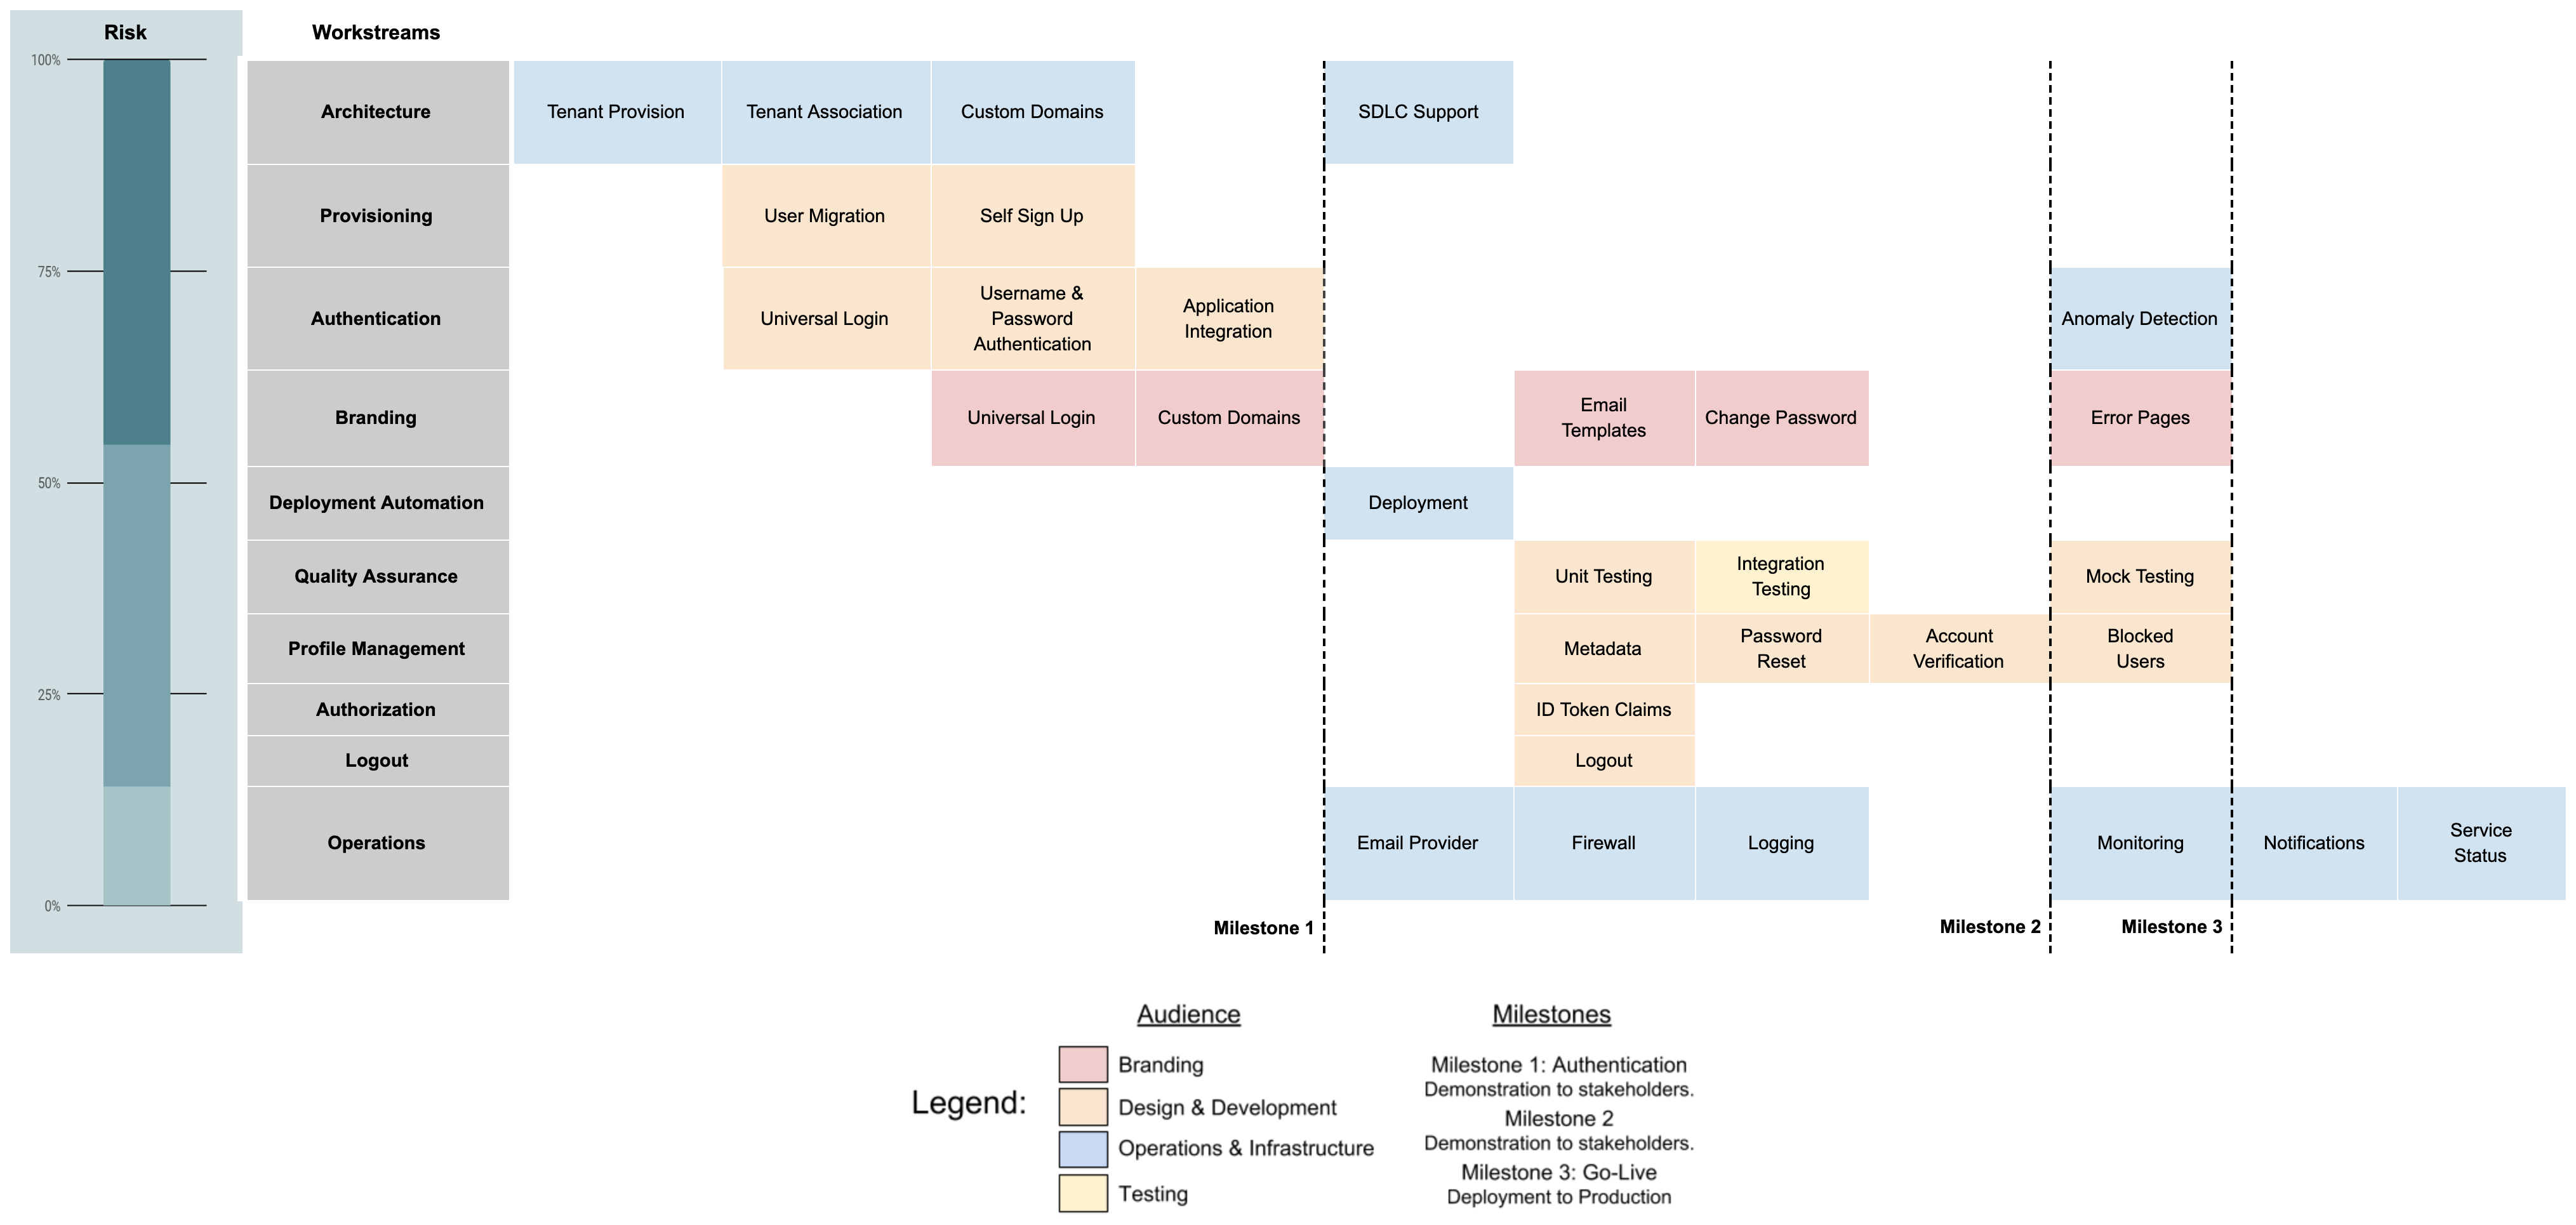 Risk
Workstreams
100%
75%
50%
25%
0%
Architecture
Tenant Provision
Tenant Association
Custom Domains
SDLC Support
Provisioning
User Migration
Self Sign Up
Authentication
Universal Login
Username &
Password
Authentication
Application
Integration
Anomaly Detection
Branding
Universal Login
Custom Domains
Email
Templates
Change Password
Error Pages
Deployment Automation
Deployment
Quality Assurance
Unit Testing
Integration
Testing
Mock Testing
Profile Management
Metadata
Password
Reset
Account
Verification
Blocked
Users
Authorization
ID Token Claims
Logout
Logout
Operations
Email Provider
Firewall
Logging
Monitoring
Notifications
Service
Status
Milestone 1
Milestone 2
Milestone 3
Legend:
Audience
Branding
Design & Development
Operations & Infrastructure
Testing
Milestones
Milestone 1: Authentication
Demonstration to stakeholders.
Milestone 2
Demonstration to stakeholders.
Milestone 3: Go-Live
Deployment to Production